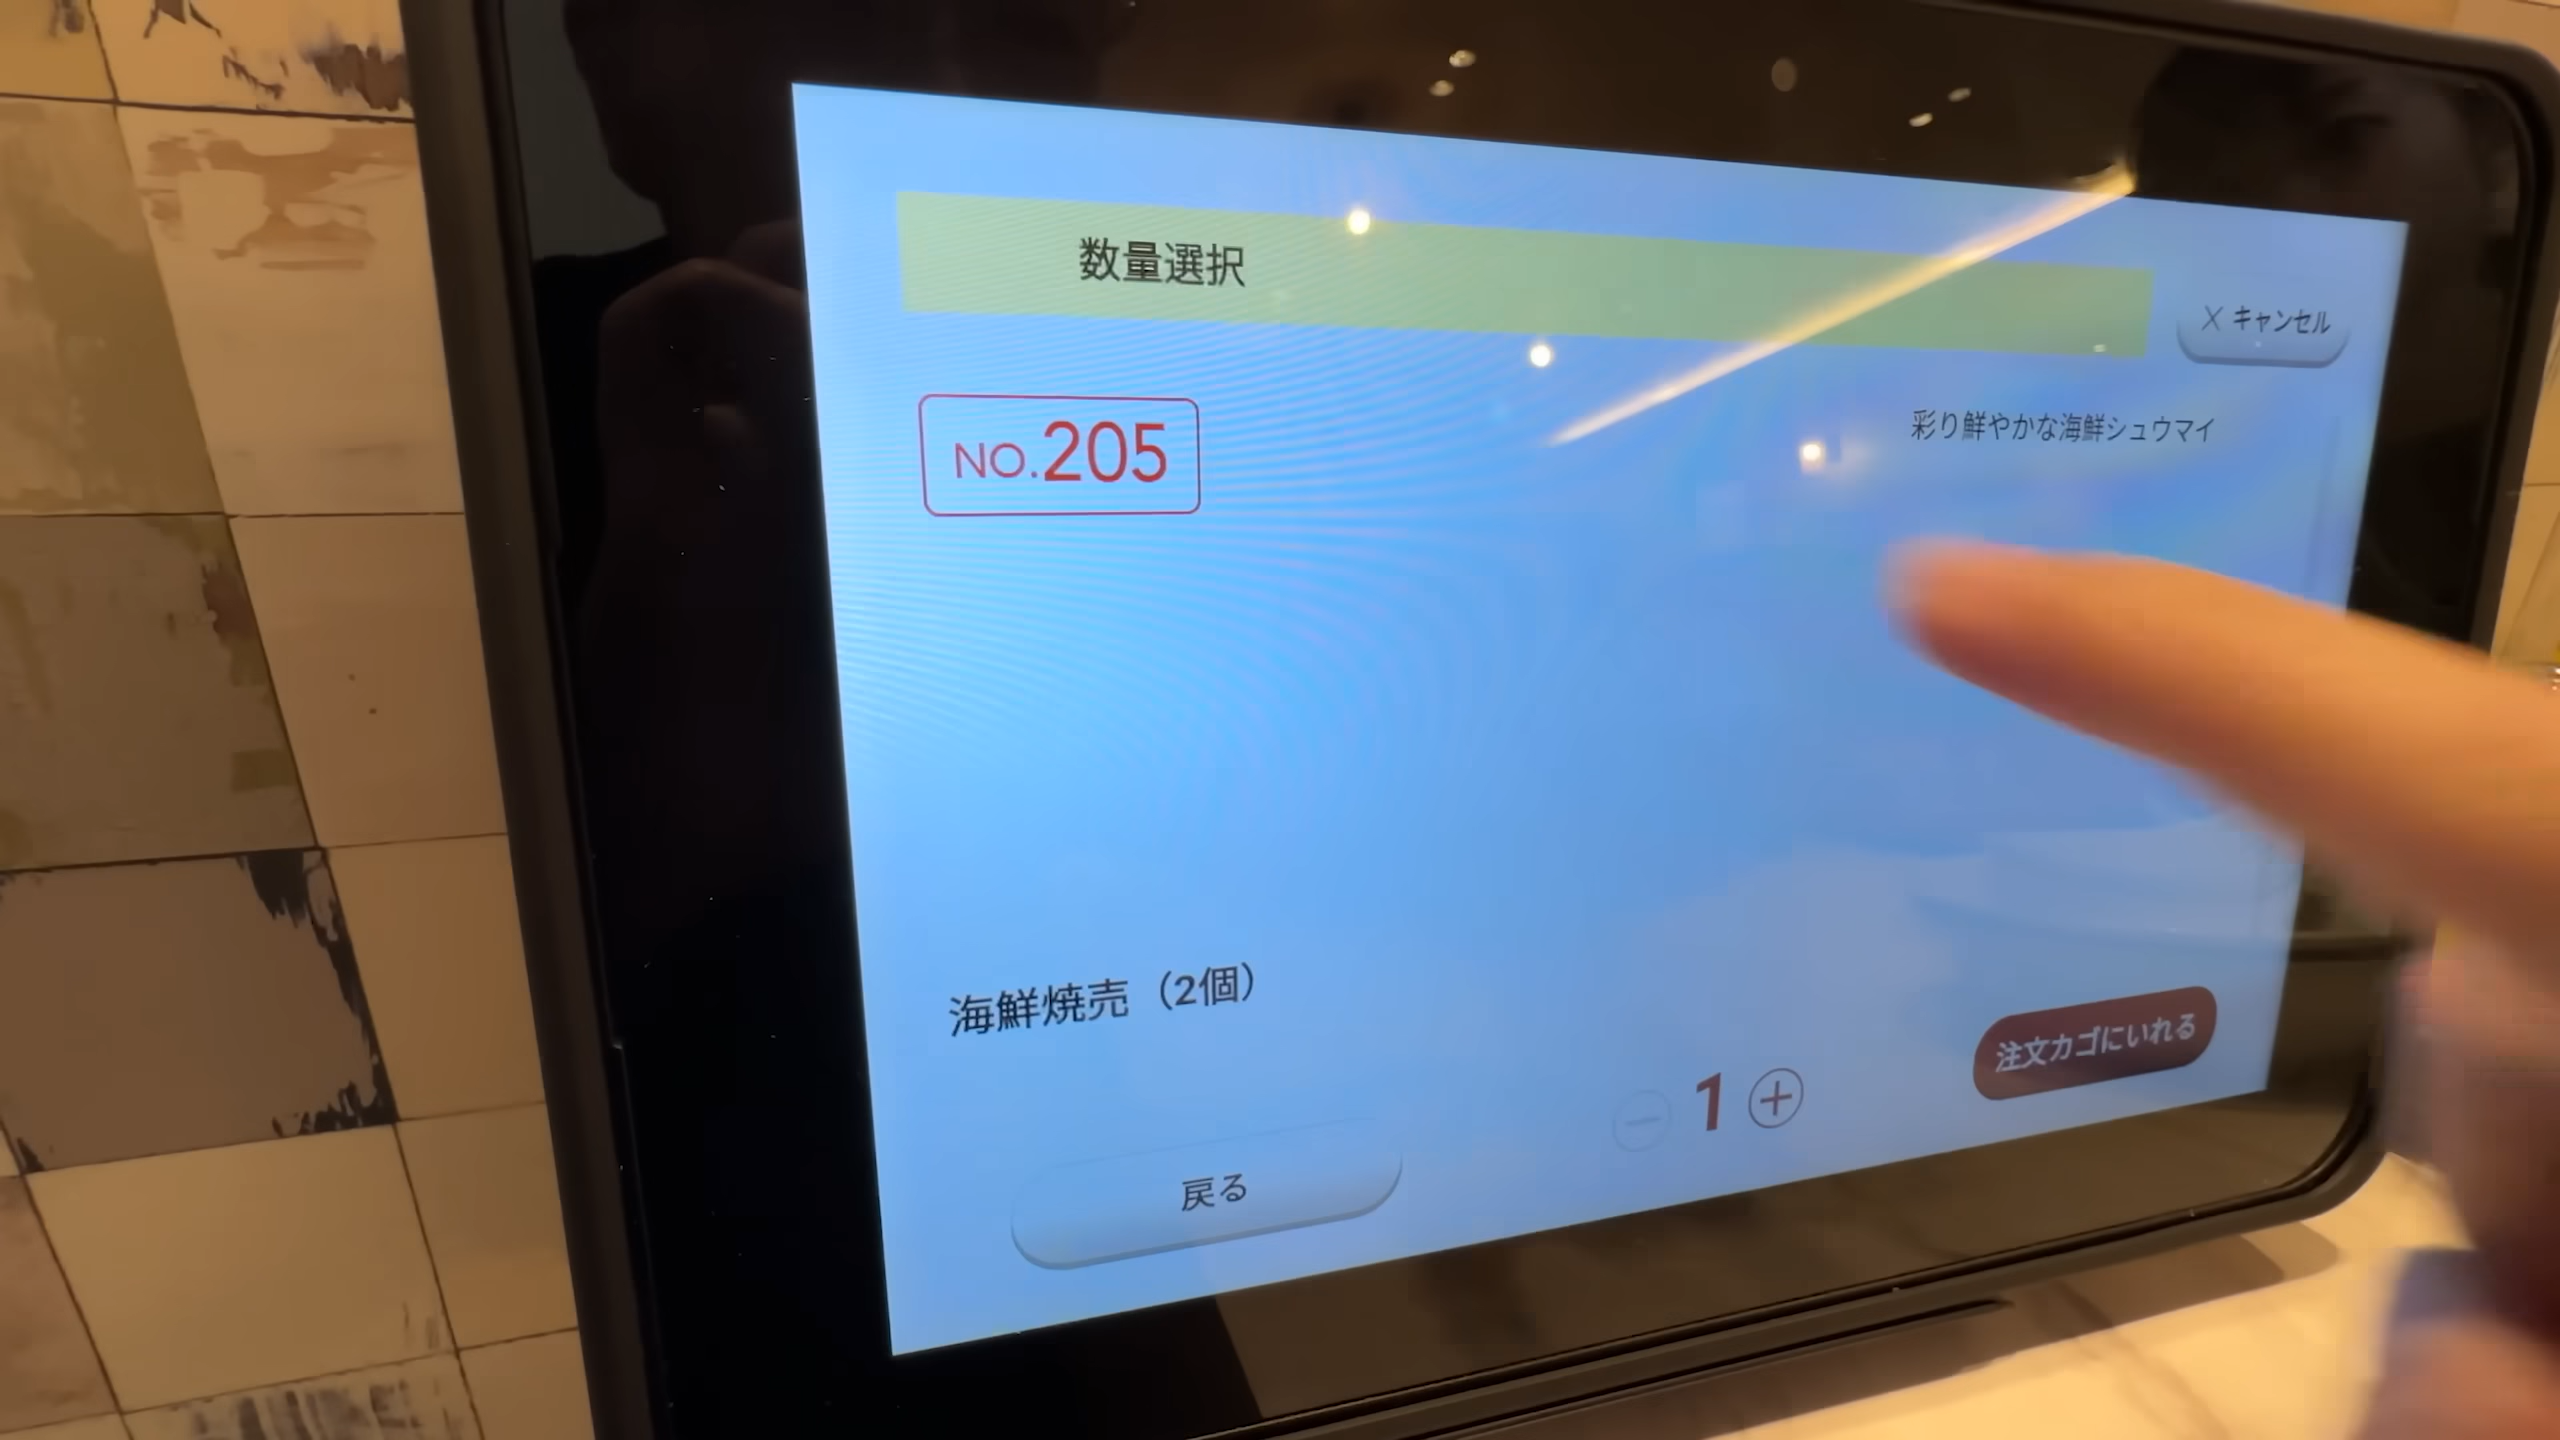 数量選択
× キャンセル
NO.205
彩り鮮やかな海鮮シュウマイ
海鮮焼売（2個）
− 1 +
注文カゴにいれる
戻る